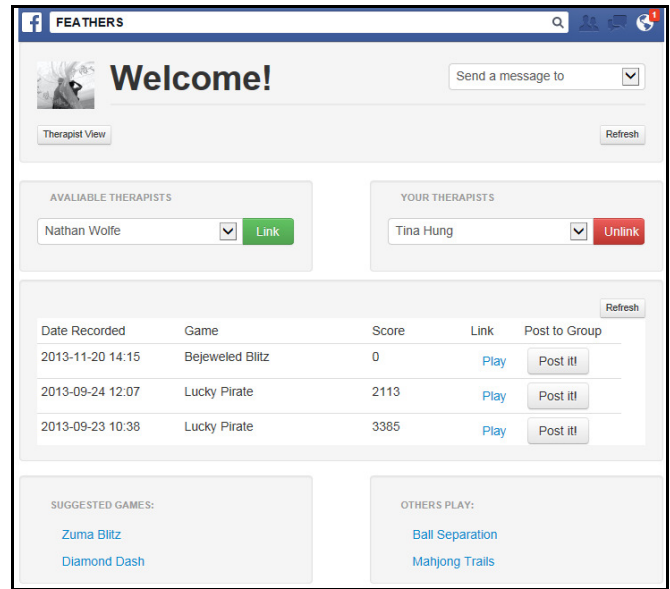 f FEATHERS 1
Welcome! Send a message to
Therapist View Refresh
AVALIABLE THERAPISTS YOUR THERAPISTS
Nathan Wolfe Link Tina Hung Unlink
Refresh
Date Recorded Game Score Link Post to Group
2013-11-20 14:15 Bejeweled Blitz 0 Play Post it!
2013-09-24 12:07 Lucky Pirate 2113 Play Post it!
2013-09-23 10:38 Lucky Pirate 3385 Play Post it!
SUGGESTED GAMES: OTHERS PLAY:
Zuma Blitz Ball Separation
Diamond Dash Mahjong Trails